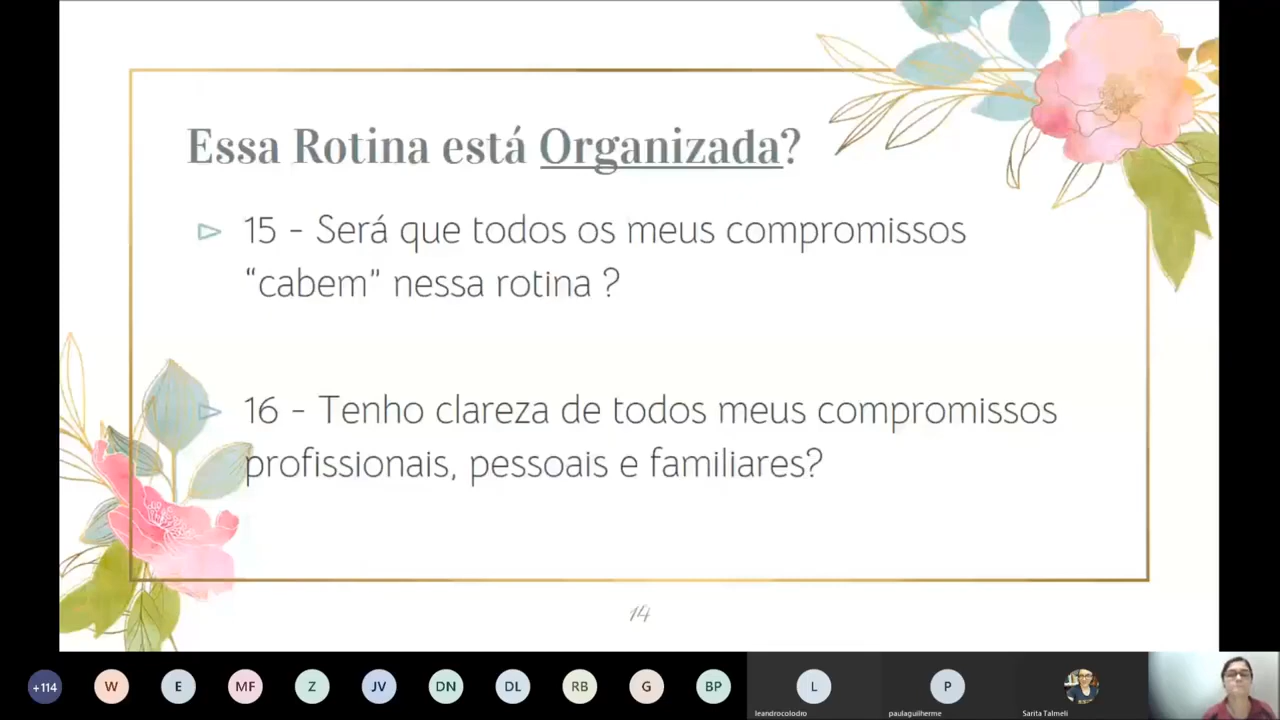 Essa Rotina está Organizada?
15 - Será que todos os meus compromissos
“cabem” nessa rotina ?
16 - Tenho clareza de todos meus compromissos
profissionais, pessoais e familiares?
14
+114 W E MF Z JV DN DL RB G BP L P
leandrocolodro paulaguilherme Sarita Talmeli